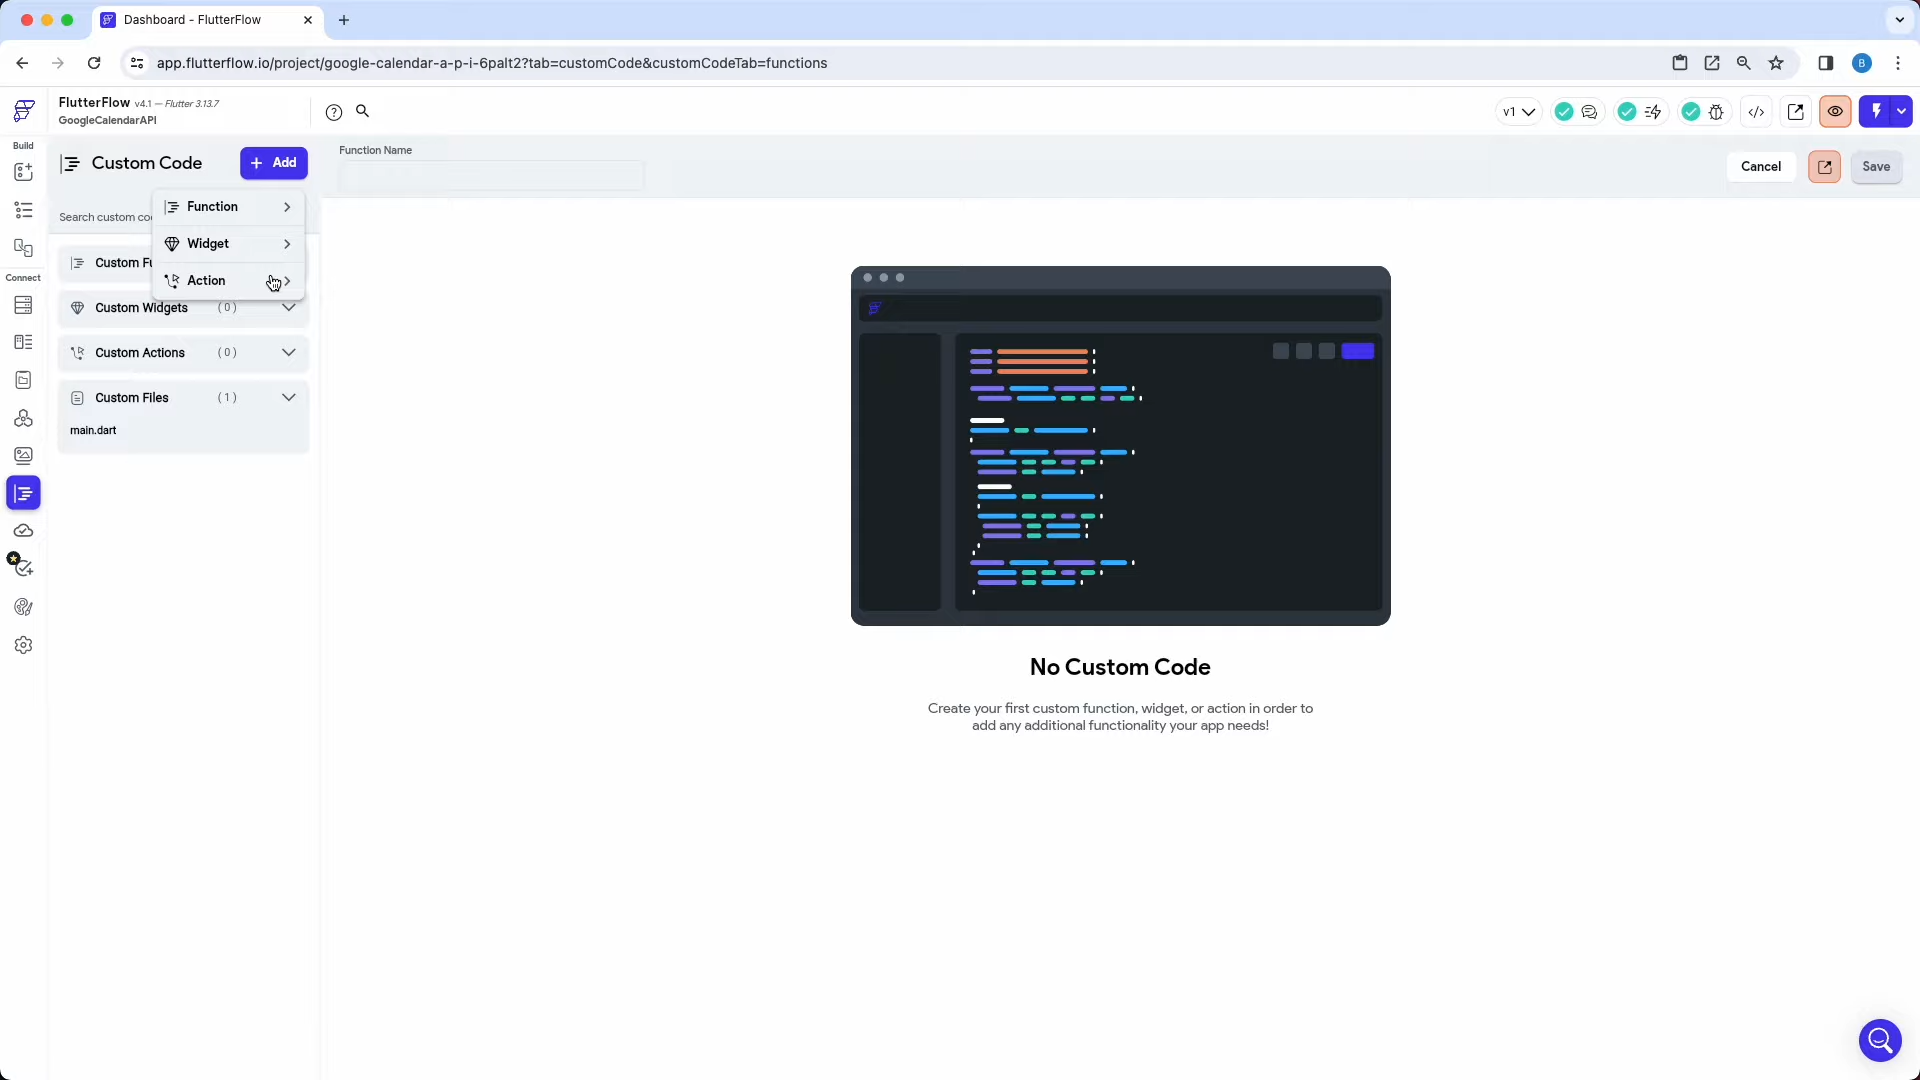 Dashboard - FlutterFlow
app.flutterflow.io/project/google-calendar-a-p-i-6palt2?tab=customCode&customCodeTab=functions
B
FlutterFlow v4.1 — Flutter 3.13.7
GoogleCalendarAPI
v1
Build
Connect
Custom Code
+ Add
Function Name
Cancel
Save
Search custom co
Function
Widget
Action
Custom Fu
Custom Widgets (0)
Custom Actions (0)
Custom Files (1)
main.dart
No Custom Code
Create your first custom function, widget, or action in order to
add any additional functionality your app needs!